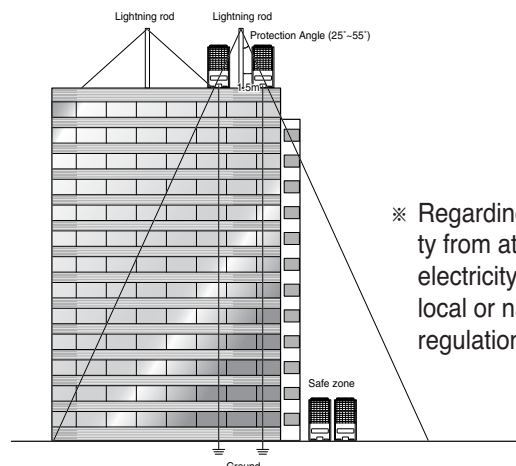 Lightning rod
Lightning rod
Protection Angle (25˚~55˚)
1.5m
※ Regarding
ty from at
electricity
local or n
regulation
Safe zone
Ground